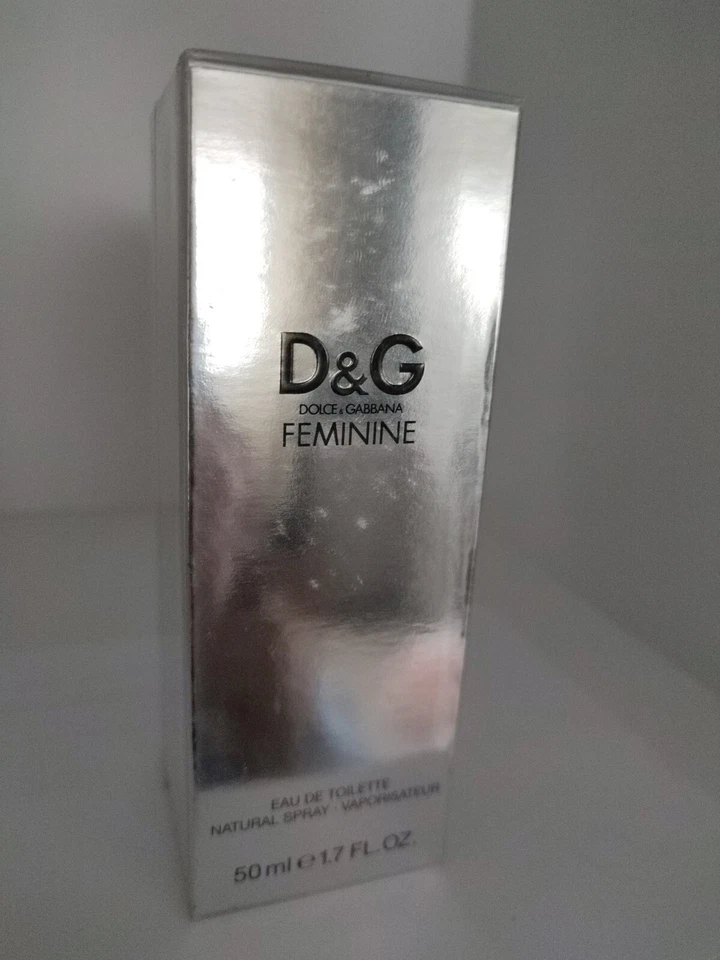 D&G
DOLCE & GABBANA
FEMININE
EAU DE TOILETTE
NATURAL SPRAY · VAPORISATEUR
50 ml ℮ 1.7 FL. OZ.